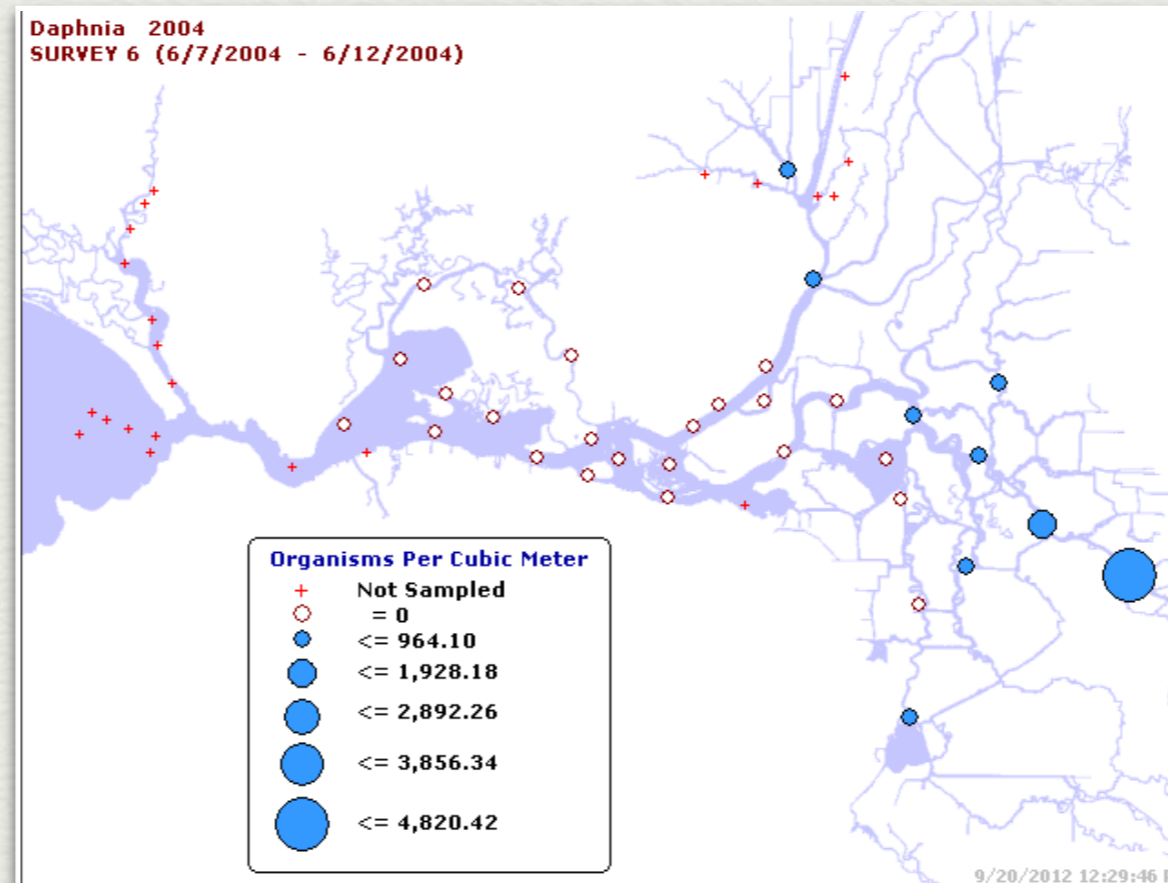 Daphnia 2004
SURVEY 6 (6/7/2004 - 6/12/2004)
Organisms Per Cubic Meter
Not Sampled
= 0
<= 964.10
<= 1,928.18
<= 2,892.26
<= 3,856.34
<= 4,820.42
9/20/2012 12:29:46